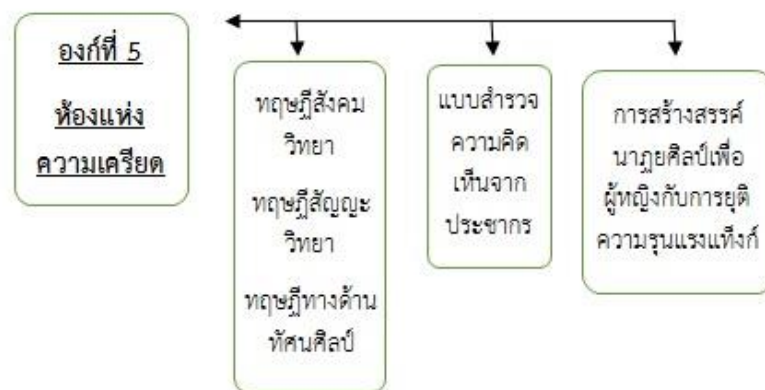 องก์ที่ 5
ห้องแห่ง
ความเครียด
ทฤษฏีสังคม
วิทยา
ทฤษฏีสัญญะ
วิทยา
ทฤษฏีทางด้าน
ทัศนศิลป์
แบบสำรวจ
ความคิด
เห็นจาก
ประชากร
การสร้างสรรค์
นาฏยศิลป์เพื่อ
ผู้หญิงกับการยุติ
ความรุนแรงแท็งก์